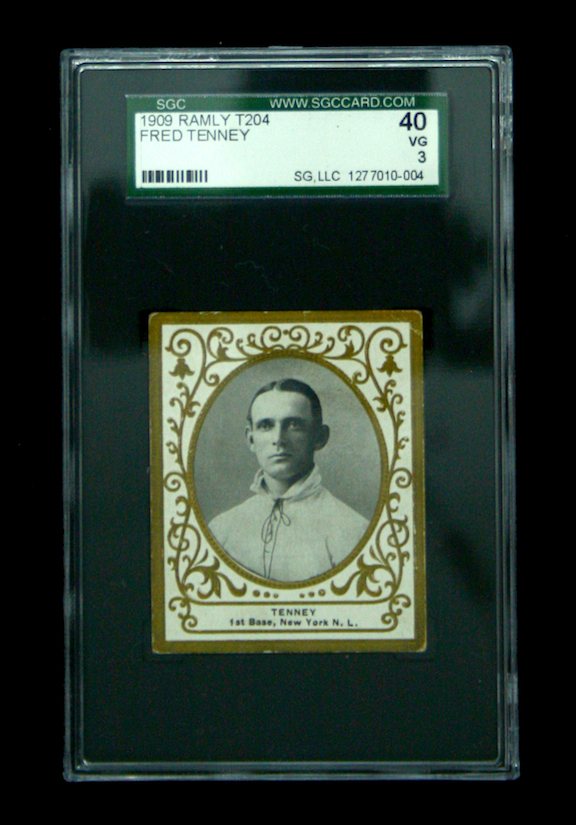 SGC WWW.SGCCARD.COM
1909 RAMLY T204 40
FRED TENNEY VG
3
SG,LLC 1277010-004
TENNEY
1st Base, New York N. L.